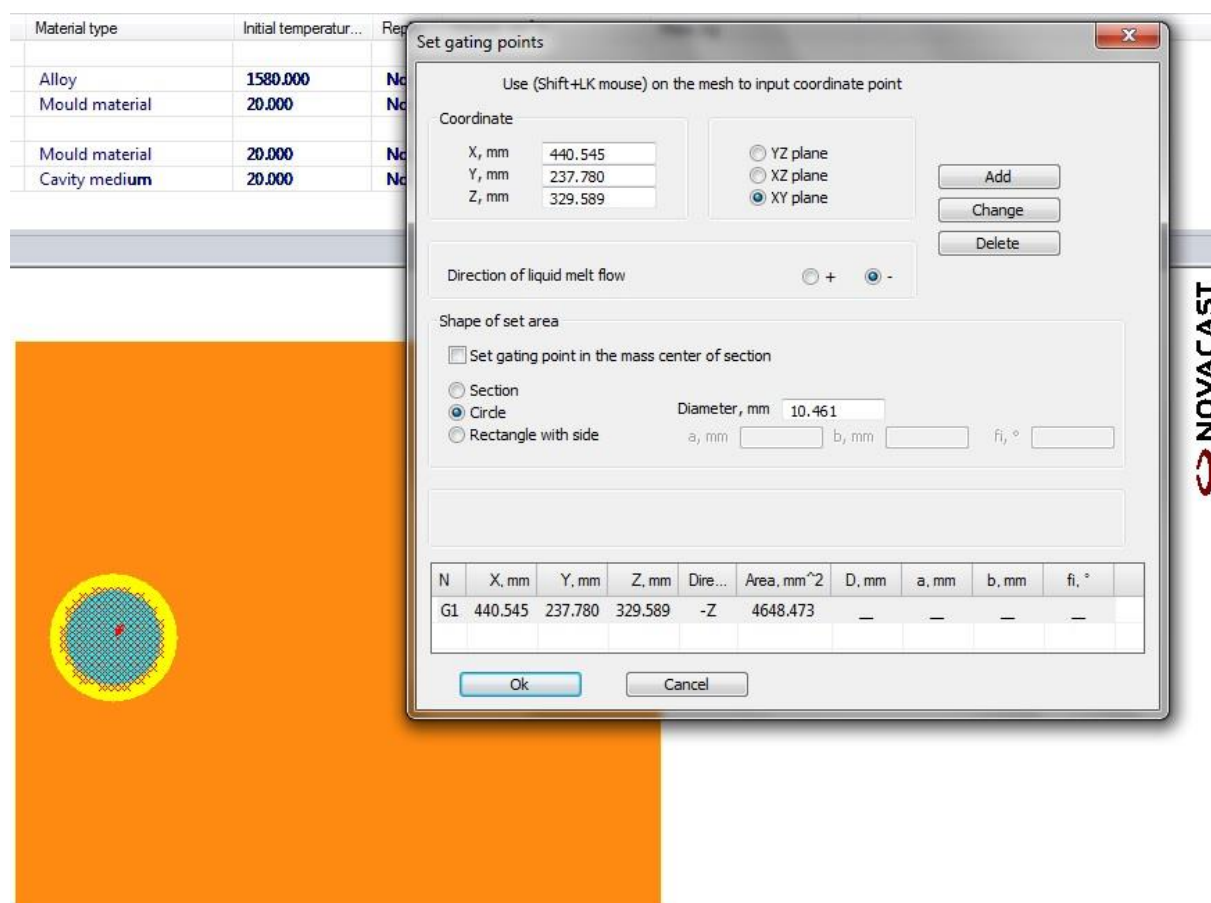 Material type Initial temperatur... Rep
Set gating points
Alloy 1580.000 No
Mould material 20.000 No
Mould material 20.000 No
Cavity medium 20.000 No
Use (Shift+LK mouse) on the mesh to input coordinate point
Coordinate
X, mm 440.545
Y, mm 237.780
Z, mm 329.589
YZ plane
XZ plane
XY plane
Add
Change
Delete
Direction of liquid melt flow + -
Shape of set area
Set gating point in the mass center of section
Section
Circle Diameter, mm 10.461
Rectangle with side a, mm b, mm fi, °
N X, mm Y, mm Z, mm Dire... Area, mm^2 D, mm a, mm b, mm fi, °
G1 440.545 237.780 329.589 -Z 4648.473 _ _ _ _
Ok Cancel
NOVACAST